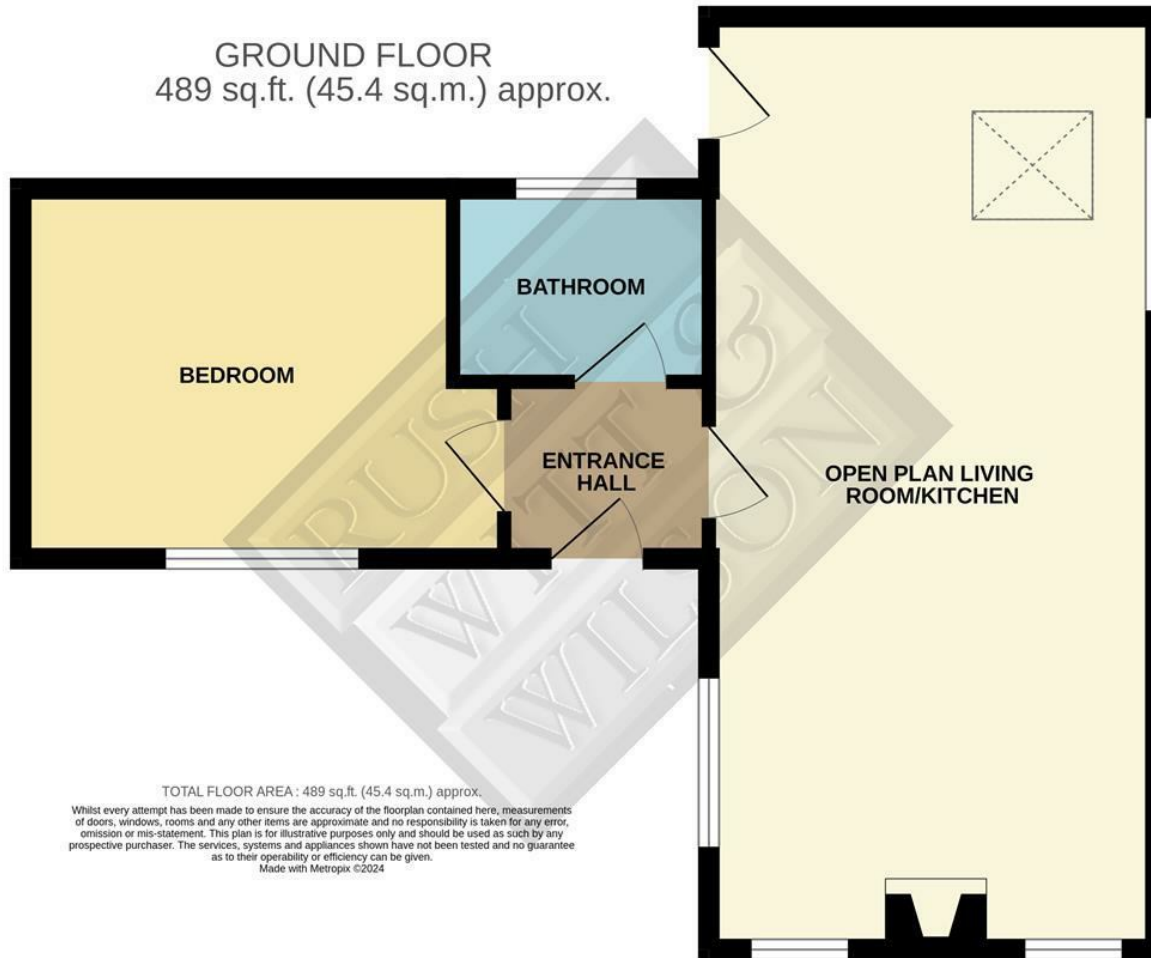 GROUND FLOOR
489 sq.ft. (45.4 sq.m.) approx.
BATHROOM
BEDROOM
ENTRANCE
HALL
OPEN PLAN LIVING
ROOM/KITCHEN
RUSH
WITT &
WILSON
TOTAL FLOOR AREA : 489 sq.ft. (45.4 sq.m.) approx.
Whilst every attempt has been made to ensure the accuracy of the floorplan contained here, measurements
of doors, windows, rooms and any other items are approximate and no responsibility is taken for any error,
omission or mis-statement. This plan is for illustrative purposes only and should be used as such by any
prospective purchaser. The services, systems and appliances shown have not been tested and no guarantee
as to their operability or efficiency can be given.
Made with Metropix ©2024